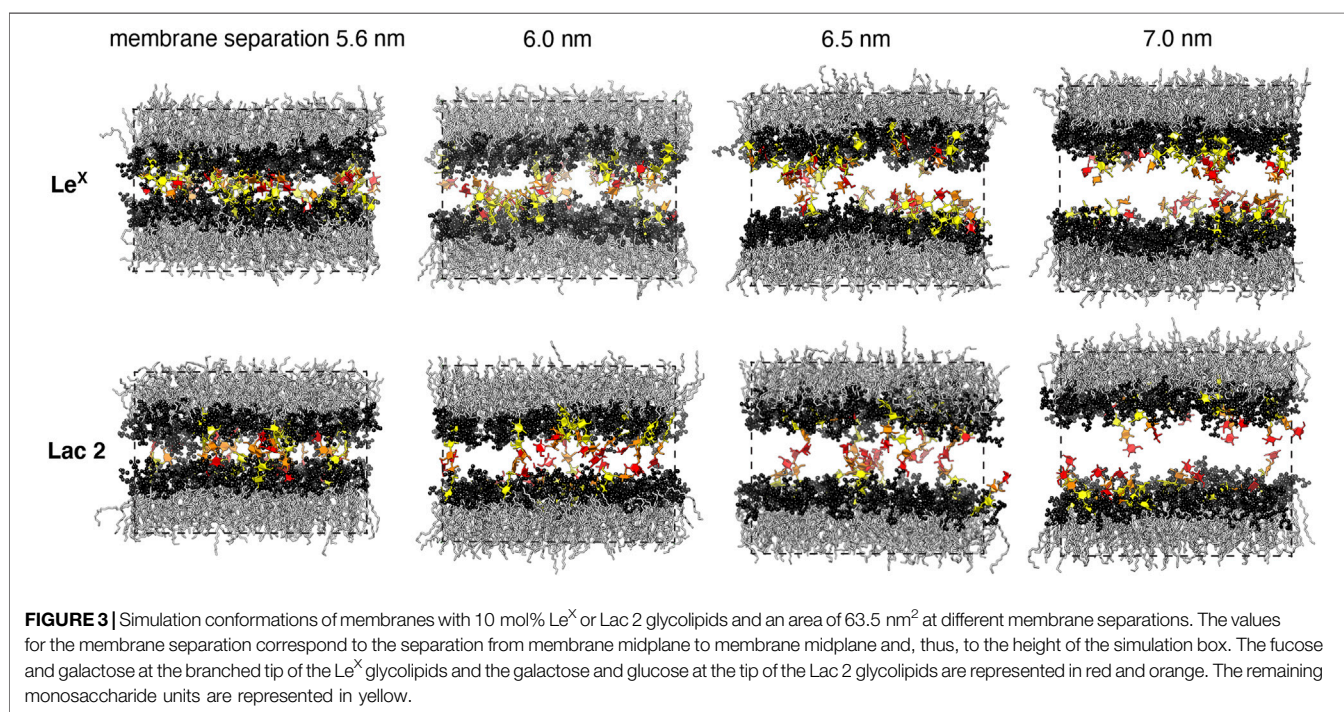 membrane separation 5.6 nm 6.0 nm 6.5 nm 7.0 nm
Le^X
Lac 2
FIGURE 3 | Simulation conformations of membranes with 10 mol% Le^X or Lac 2 glycolipids and an area of 63.5 nm² at different membrane separations. The values
for the membrane separation correspond to the separation from membrane midplane to membrane midplane and, thus, to the height of the simulation box. The fucose
and galactose at the branched tip of the Le^X glycolipids and the galactose and glucose at the tip of the Lac 2 glycolipids are represented in red and orange. The remaining
monosaccharide units are represented in yellow.